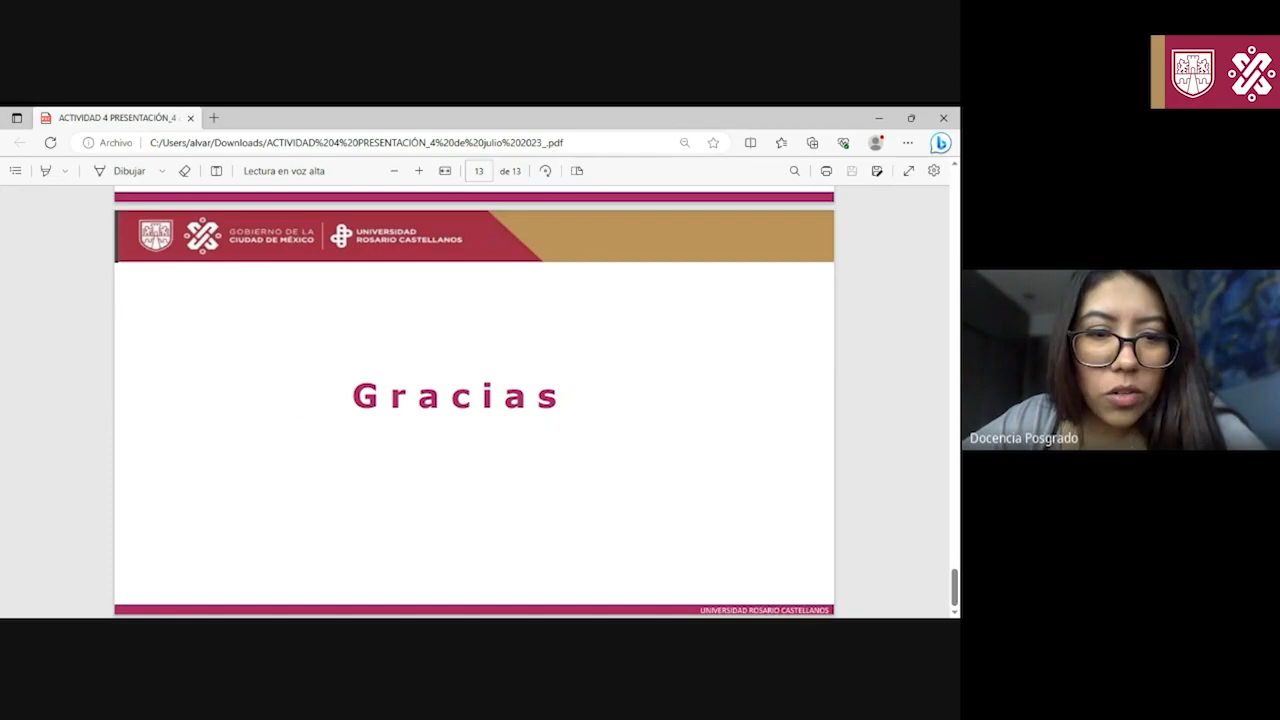 ACTIVIDAD 4 PRESENTACIÓN_4
Archivo
C:/Users/alvar/Downloads/ACTIVIDAD%204%20PRESENTACIÓN_4%20de%20julio%202023_.pdf
Dibujar
Lectura en voz alta
13
de 13
GOBIERNO DE LA
CIUDAD DE MÉXICO
UNIVERSIDAD
ROSARIO CASTELLANOS
Gracias
UNIVERSIDAD ROSARIO CASTELLANOS
Docencia Posgrado